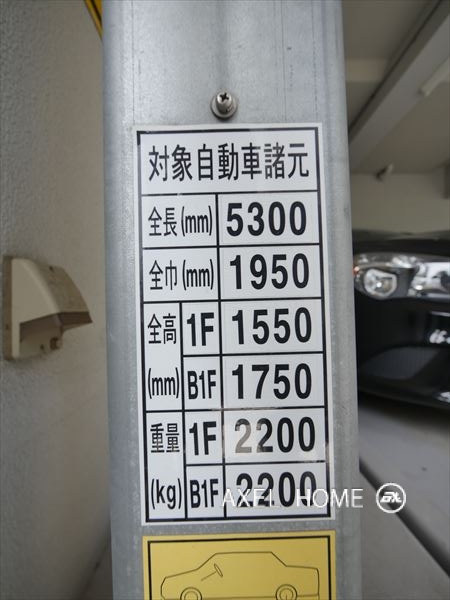 対象自動車諸元
全長(mm) 5300
全巾(mm) 1950
全高(mm) 1F 1550
B1F 1750
重量(kg) 1F 2200
B1F 2200
AXEL HOME